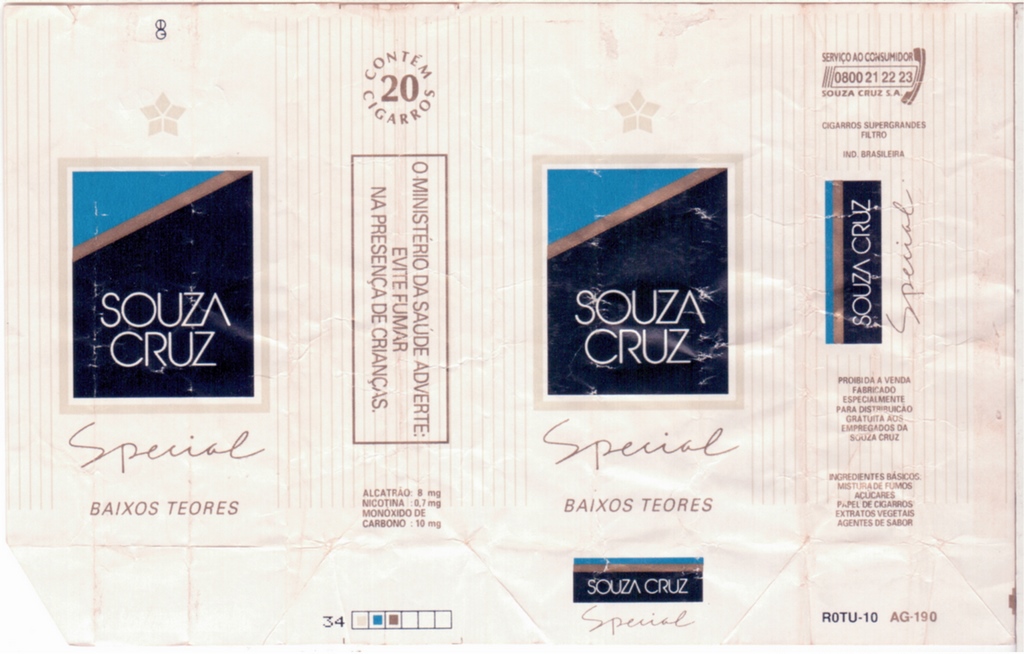 SOUZA
CRUZ
Special
BAIXOS TEORES
CONTÉM
20
CIGARROS
O MINISTÉRIO DA SAÚDE ADVERTE:
EVITE FUMAR
NA PRESENÇA DE CRIANÇAS.
ALCATRÃO: 8 mg
NICOTINA : 0,7 mg
MONÓXIDO DE
CARBONO : 10 mg
34
SOUZA
CRUZ
Special
BAIXOS TEORES
SOUZA CRUZ
Special
SERVIÇO AO CONSUMIDOR
0800 21 22 23
SOUZA CRUZ S.A.
CIGARROS SUPERGRANDES
FILTRO
IND. BRASILEIRA
SOUZA CRUZ
Special
PROIBIDA A VENDA
FABRICADO
ESPECIALMENTE
PARA DISTRIBUIÇÃO
GRATUITA AOS
EMPREGADOS DA
SOUZA CRUZ
INGREDIENTES BÁSICOS:
MISTURA DE FUMOS
AÇÚCARES
PAPEL DE CIGARROS
EXTRATOS VEGETAIS
AGENTES DE SABOR
R0TU-10 AG-190